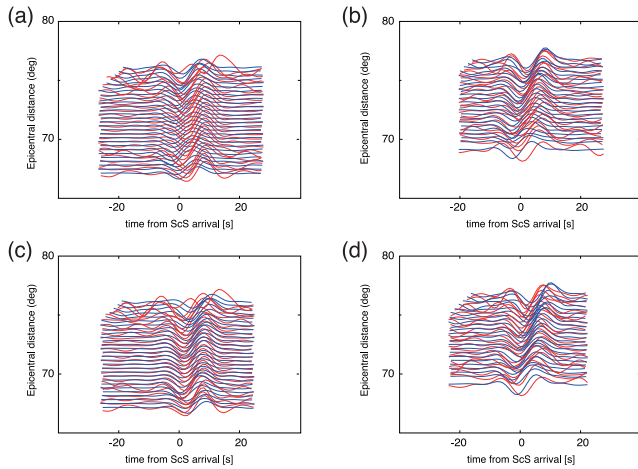 (a)
80
70
Epicentral distance (deg)
-20 0 20
time from ScS arrival [s]
(b)
80
70
Epicentral distance (deg)
-20 0 20
time from ScS arrival [s]
(c)
80
70
Epicentral distance (deg)
-20 0 20
time from ScS arrival [s]
(d)
80
70
Epicentral distance (deg)
-20 0 20
time from ScS arrival [s]